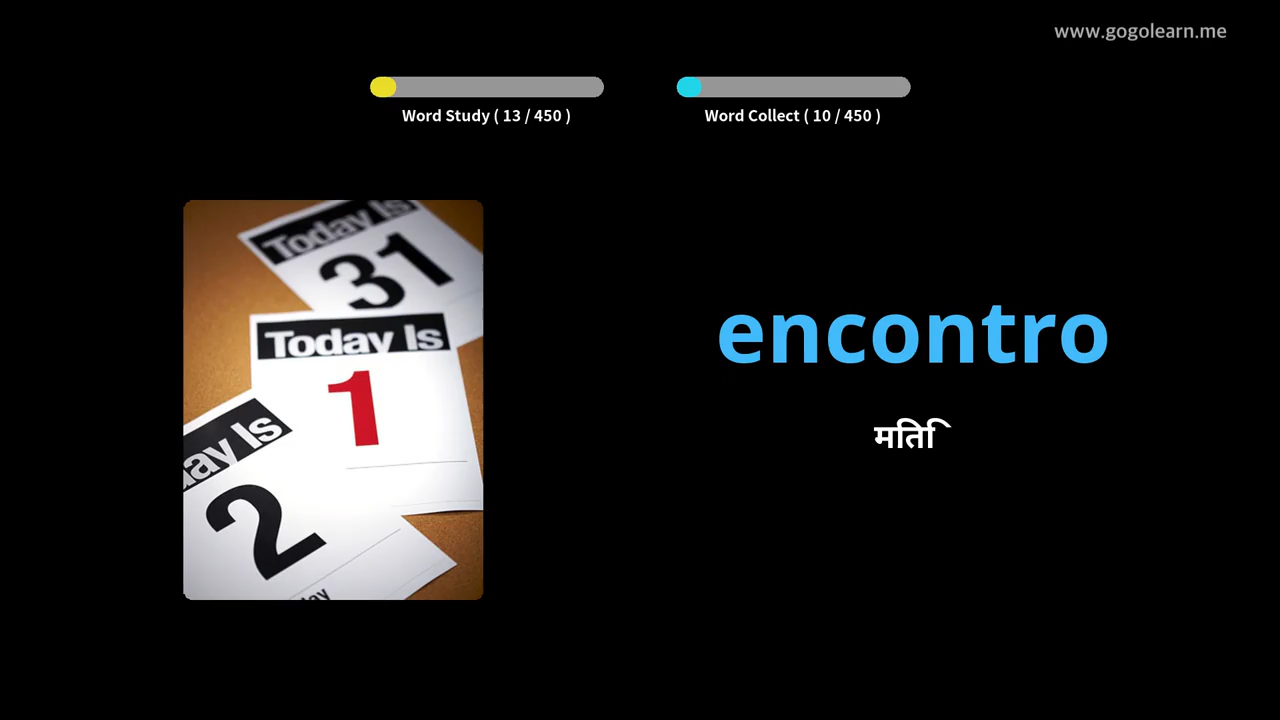 www.gogolearn.me
Word Study ( 13 / 450 )
Word Collect ( 10 / 450 )
Today Is
31
Today Is
1
ay Is
2
day
encontro
मिति